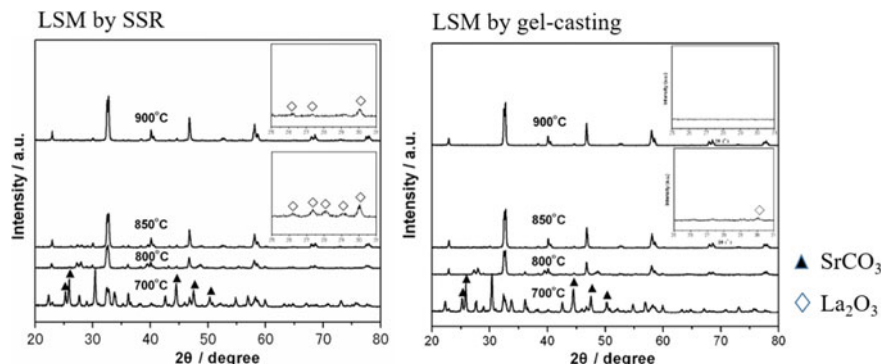 LSM by SSR
LSM by gel-casting
900°C
850°C
800°C
700°C
Intensity / a.u.
20 30 40 50 60 70 80
2θ / degree
900°C
850°C
800°C
700°C
Intensity / a.u.
20 30 40 50 60 70 80
2θ / degree
SrCO₃
La₂O₃